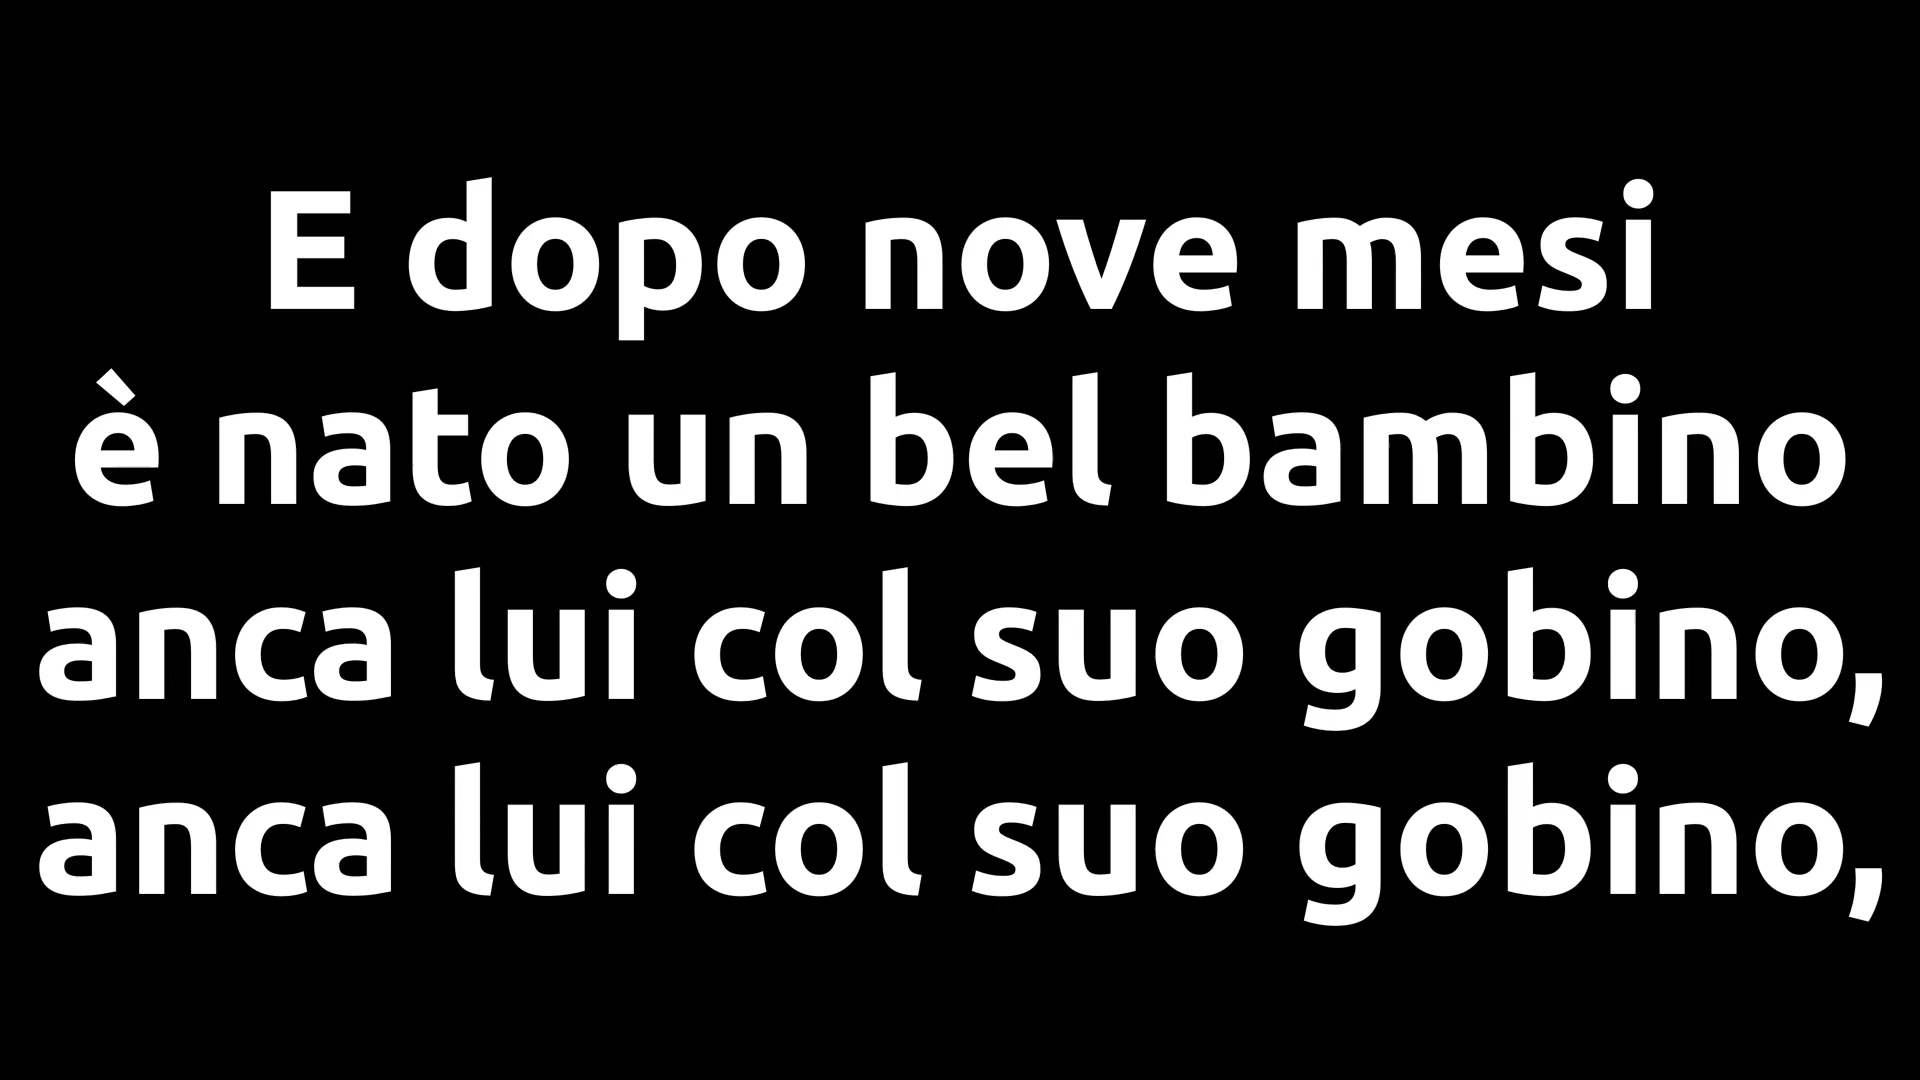 E dopo nove mesi
è nato un bel bambino
anca lui col suo gobino,
anca lui col suo gobino,